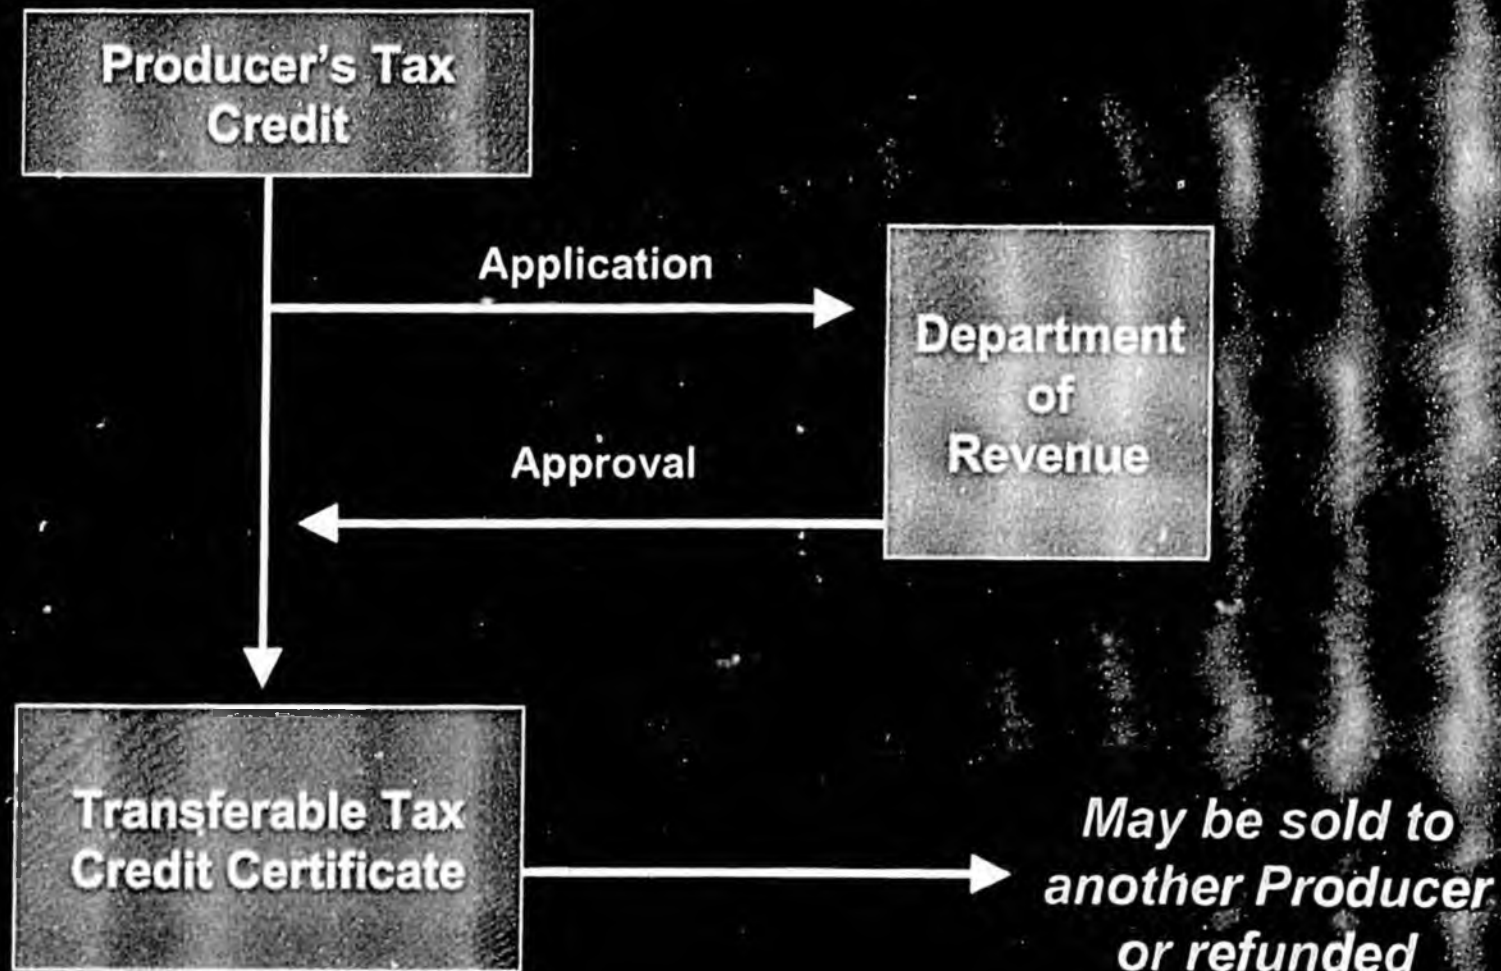 Producer's Tax
Credit
Application
Department
of
Revenue
Approval
Transferable Tax
Credit Certificate
May be sold to
another Producer
or refunded